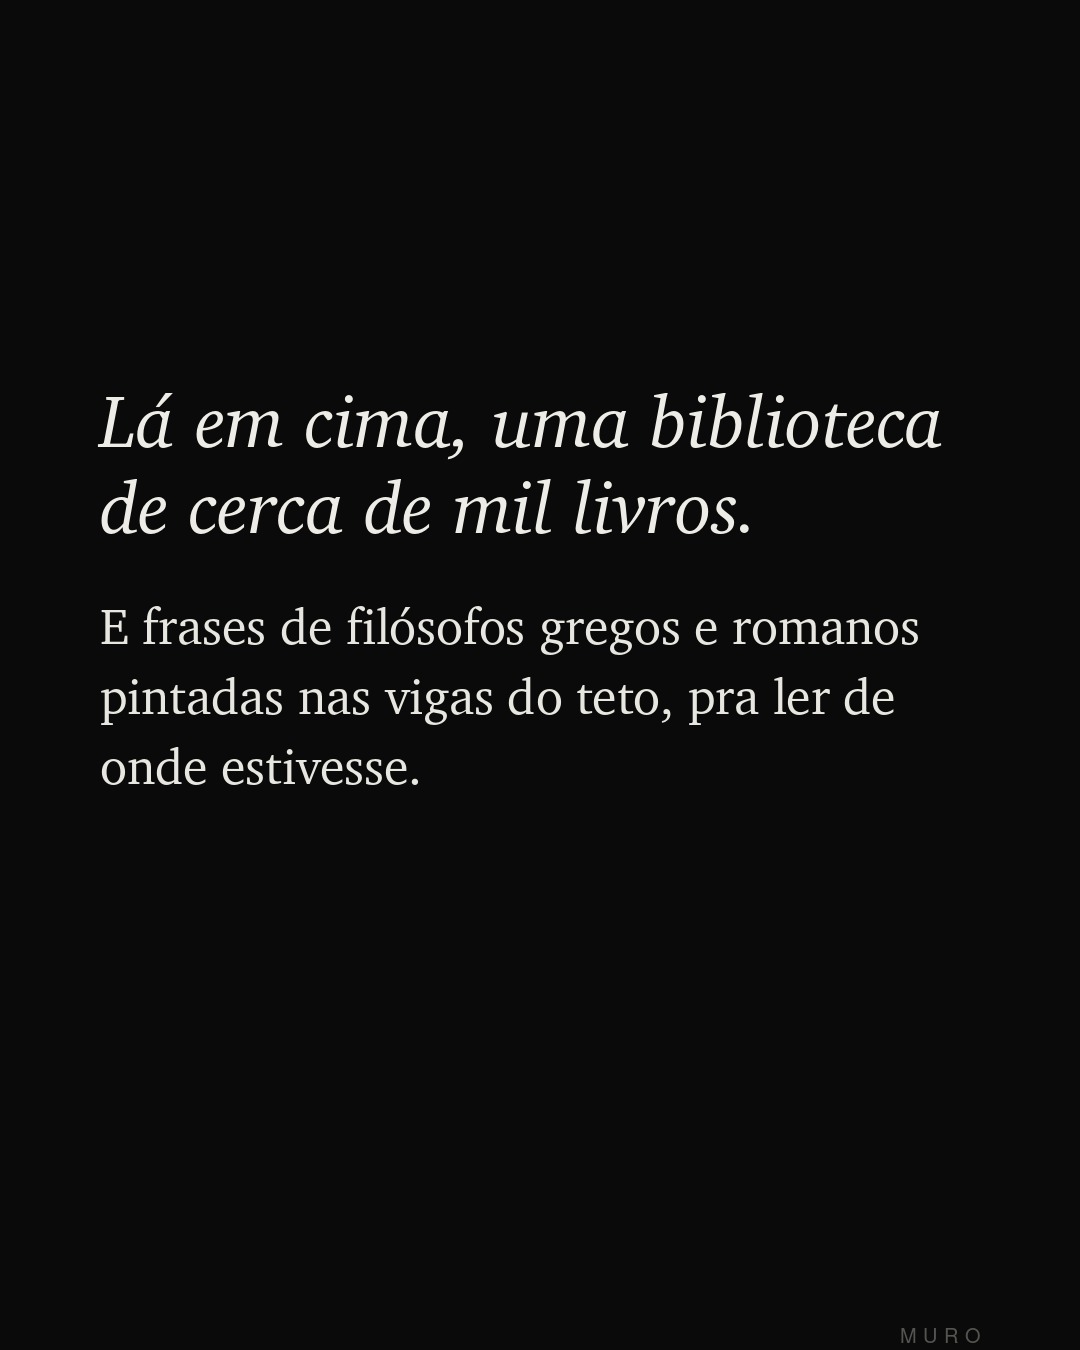 Lá em cima, uma biblioteca
de cerca de mil livros.
E frases de filósofos gregos e romanos
pintadas nas vigas do teto, pra ler de
onde estivesse.
MURO